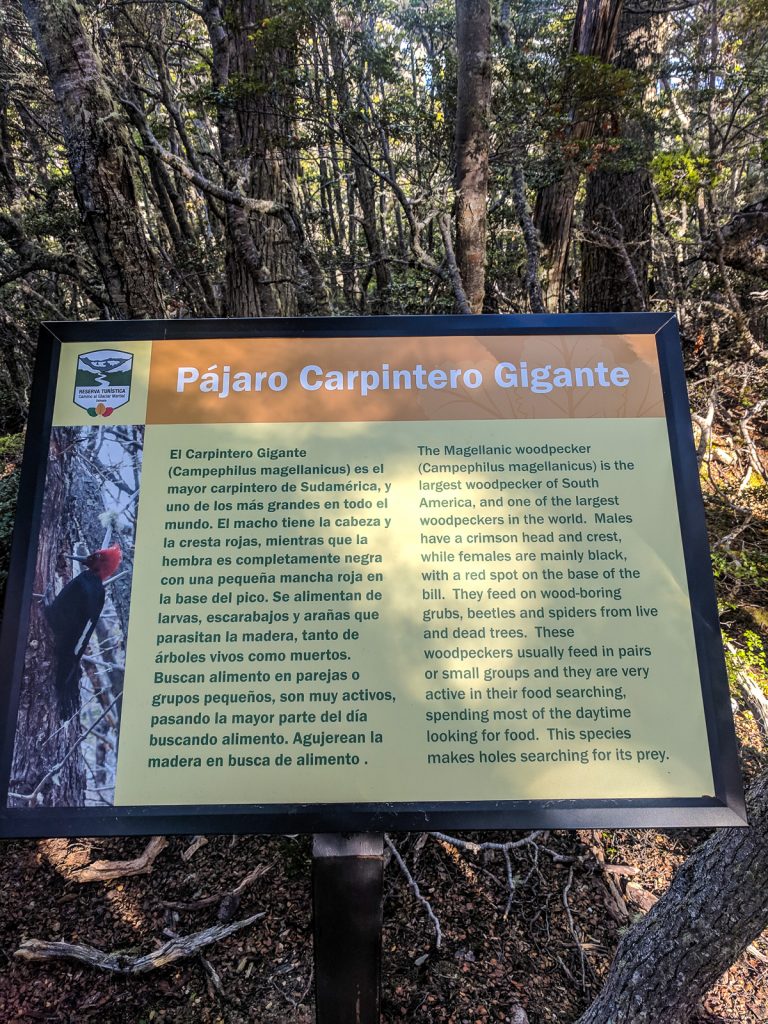 RESERVA TURÍSTICA
Camino al Glaciar Martial
Pájaro Carpintero Gigante
El Carpintero Gigante
(Campephilus magellanicus) es el
mayor carpintero de Sudamérica, y
uno de los más grandes en todo el
mundo. El macho tiene la cabeza y
la cresta rojas, mientras que la
hembra es completamente negra
con una pequeña mancha roja en
la base del pico. Se alimentan de
larvas, escarabajos y arañas que
parasitan la madera, tanto de
árboles vivos como muertos.
Buscan alimento en parejas o
grupos pequeños, son muy activos,
pasando la mayor parte del día
buscando alimento. Agujerean la
madera en busca de alimento .
The Magellanic woodpecker
(Campephilus magellanicus) is the
largest woodpecker of South
America, and one of the largest
woodpeckers in the world. Males
have a crimson head and crest,
while females are mainly black,
with a red spot on the base of the
bill. They feed on wood-boring
grubs, beetles and spiders from live
and dead trees. These
woodpeckers usually feed in pairs
or small groups and they are very
active in their food searching,
spending most of the daytime
looking for food. This species
makes holes searching for its prey.